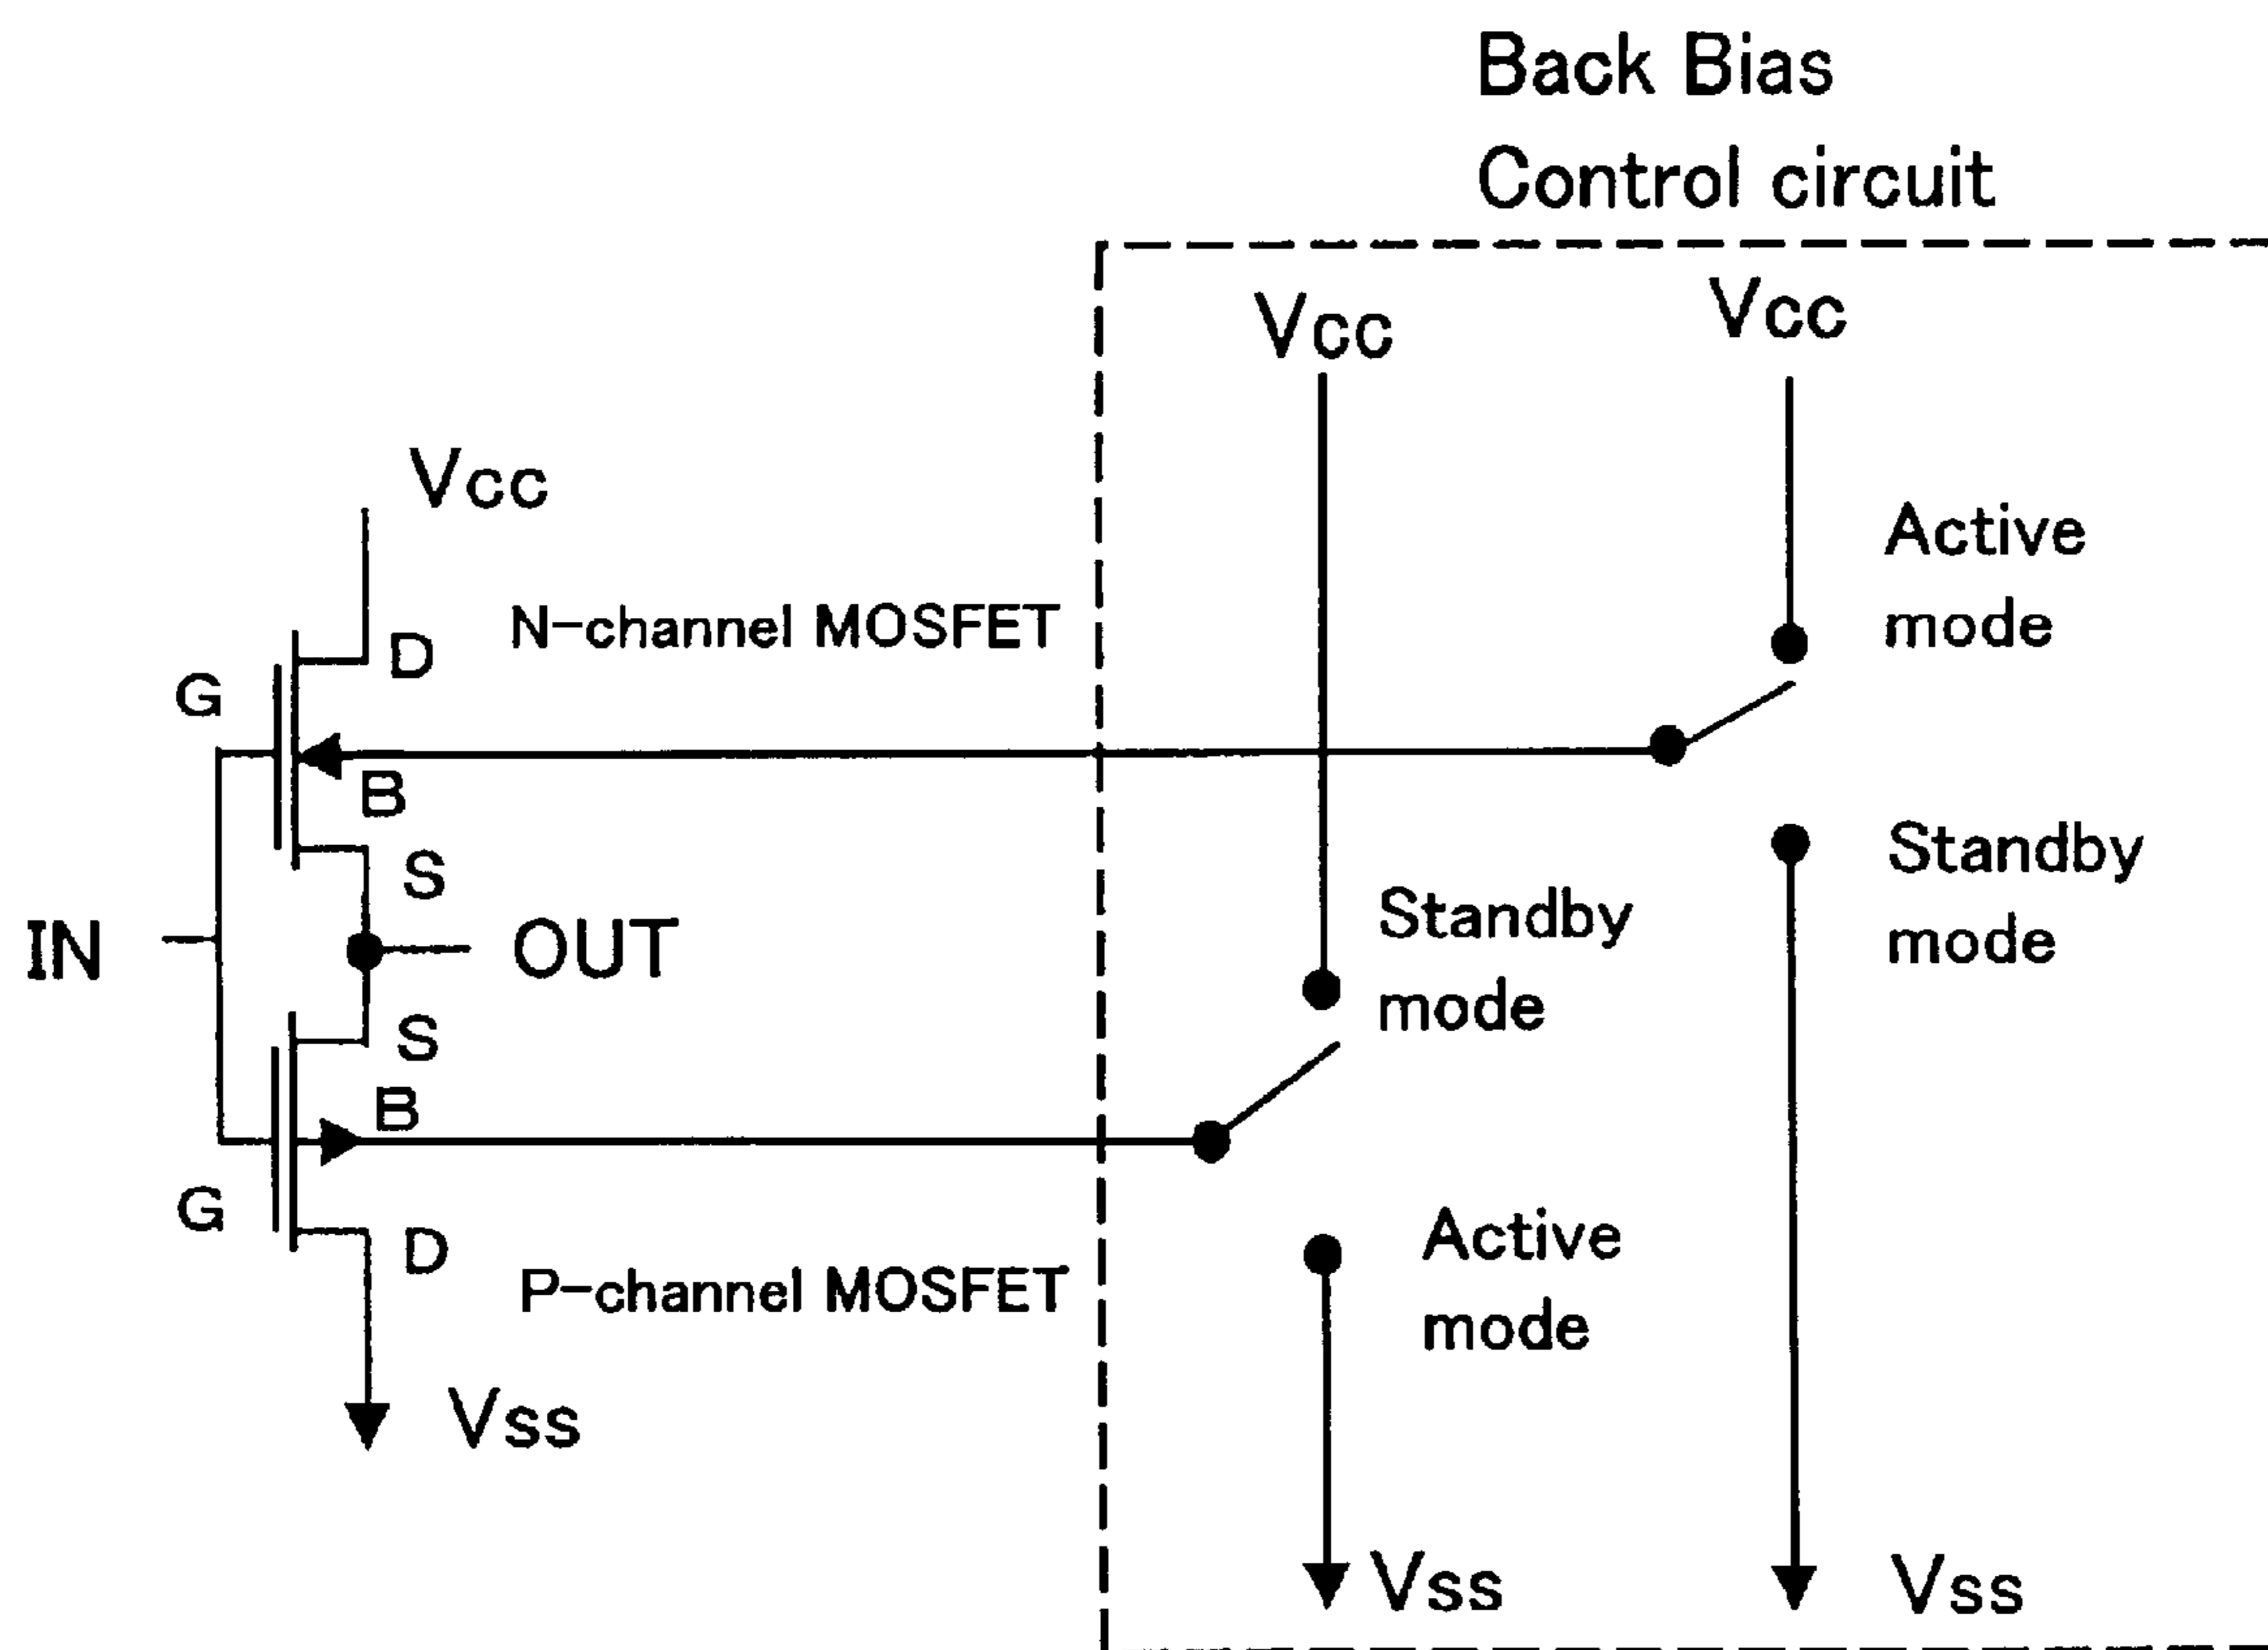 Back Bias
Control circuit
Vcc
Vcc
Vcc
Active
mode
N-channel MOSFET
D
G
B
S
Standby
mode
Standby
mode
IN
OUT
S
B
G
D
P-channel MOSFET
Active
mode
Vss
Vss
Vss